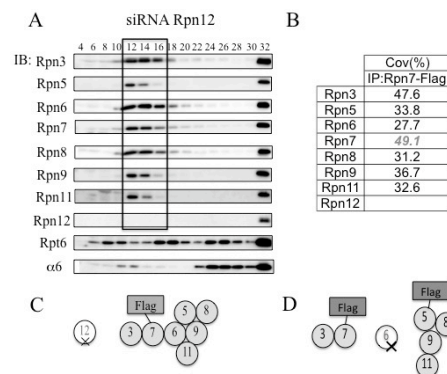 A siRNA Rpn12 B
4 6 8 10 12 14 16 18 20 22 24 26 28 30 32
IB: Rpn3
Rpn5
Rpn6
Rpn7
Rpn8
Rpn9
Rpn11
Rpn12
Rpt6
α6
Cov(%)
IP:Rpn7-Flag
Rpn3 47.6
Rpn5 33.8
Rpn6 27.7
Rpn7 49.1
Rpn8 31.2
Rpn9 36.7
Rpn11 32.6
Rpn12
C
12
Flag
3 7 6 5 8 9 11
D
Flag
3 7
6
Flag
5 8 9 11